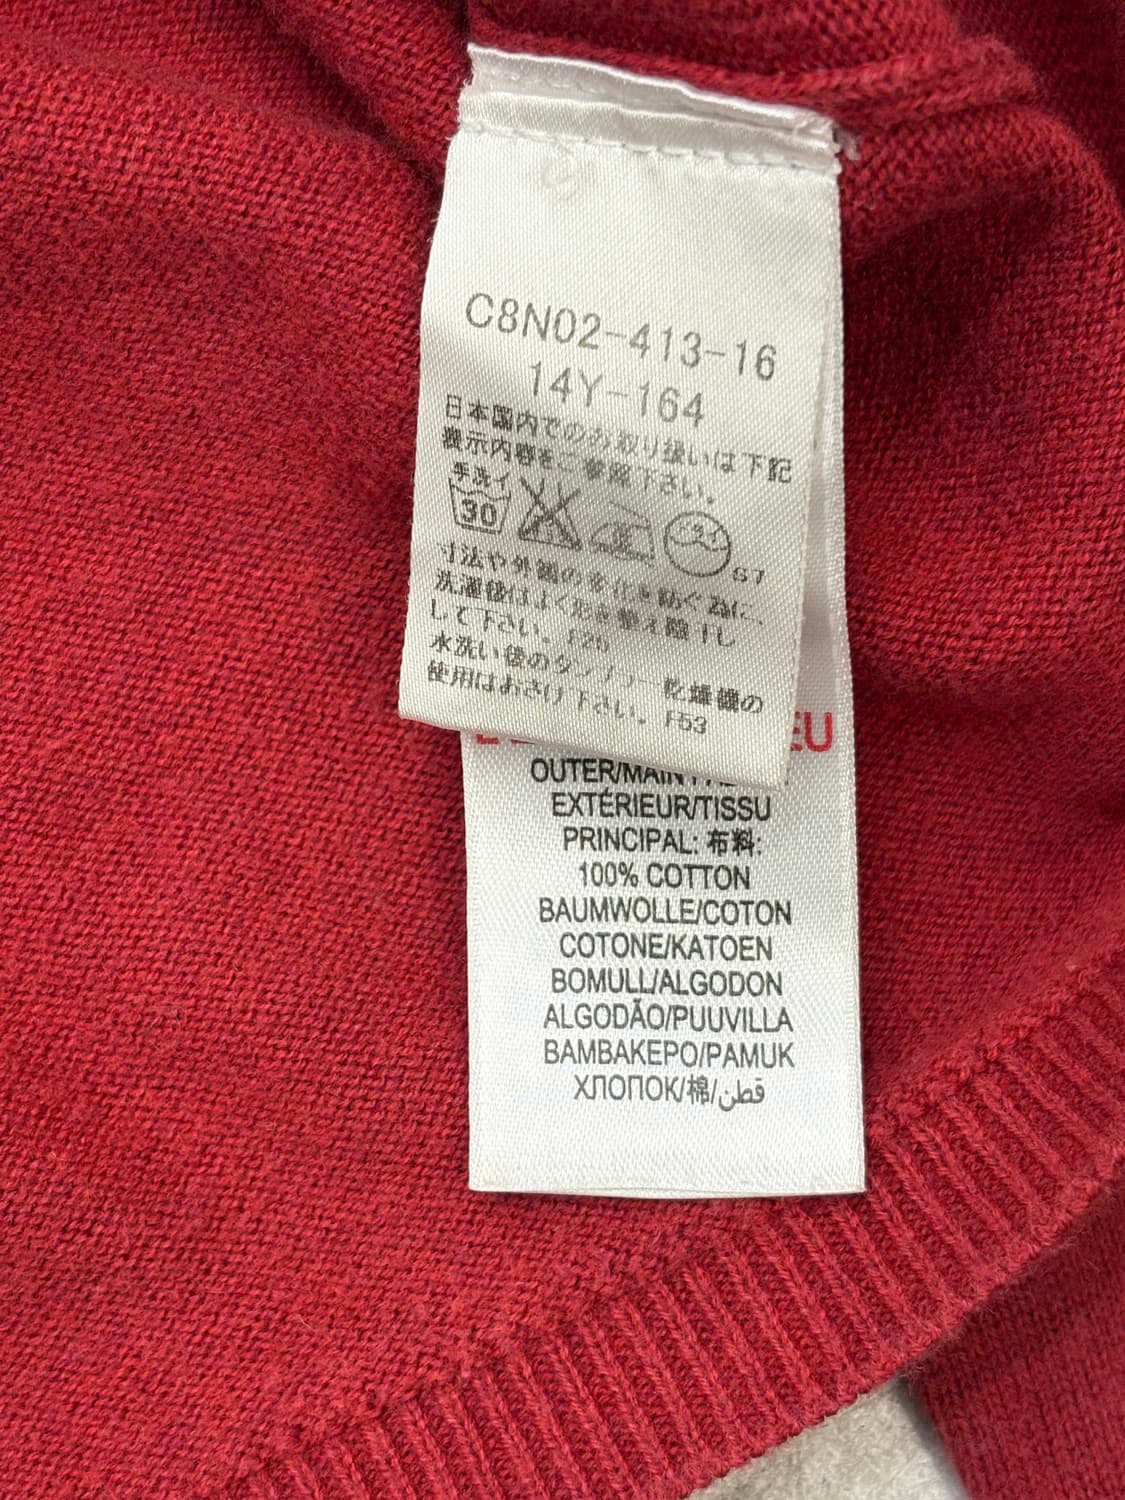 C8N02-413-16
14Y-164
日本国内でのお取り扱いは下記
表示内容をご参照下さい。
手洗イ
30
S7
寸法や外観の変化を防ぐ為に、
洗濯後はよく形を整え陰干し
して下さい。F26
水洗い後のタンブラー乾燥機の
使用はおさけ下さい。F53
EU
OUTER/MAIN
EXTÉRIEUR/TISSU
PRINCIPAL: 布料:
100% COTTON
BAUMWOLLE/COTON
COTONE/KATOEN
BOMULL/ALGODON
ALGODÃO/PUUVILLA
BAMBAKEPO/PAMUK
ХЛОПОК/棉/قطن